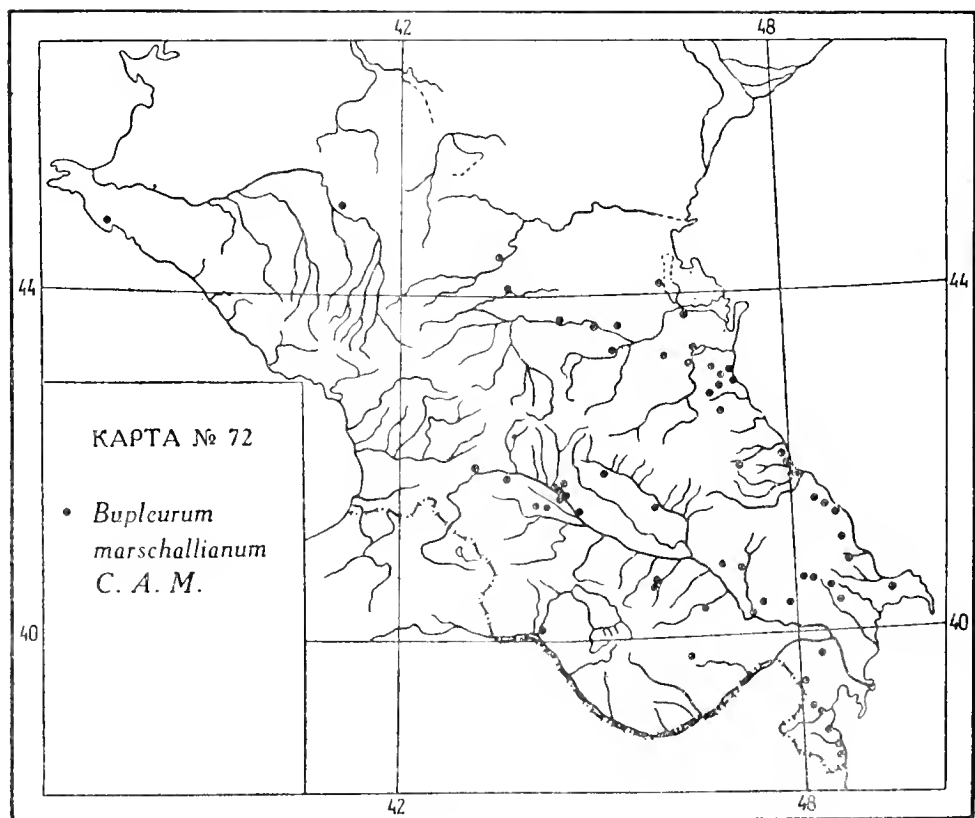 42 48
44 44
КАРТА № 72
• Bupleurum
marschallianum
C. A. M.
40 40
42 48